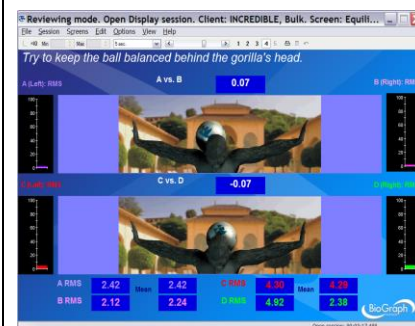 Reviewing mode. Open Display session. Client: INCREDIBLE, Bulk. Screen: Equili...
File Session Screens Edit Options View Help
1 2 3 4
Try to keep the ball balanced behind the gorilla's head.
A (Left): RMS A vs. B 0.07 B (Right): RM
C (Left): RMS C vs. D -0.07 D (Right): RM
A RMS 2.42 Mean 2.42 C RMS 4.30 Mean 4.29
B RMS 2.12 2.24 D RMS 4.92 2.38
BioGraph